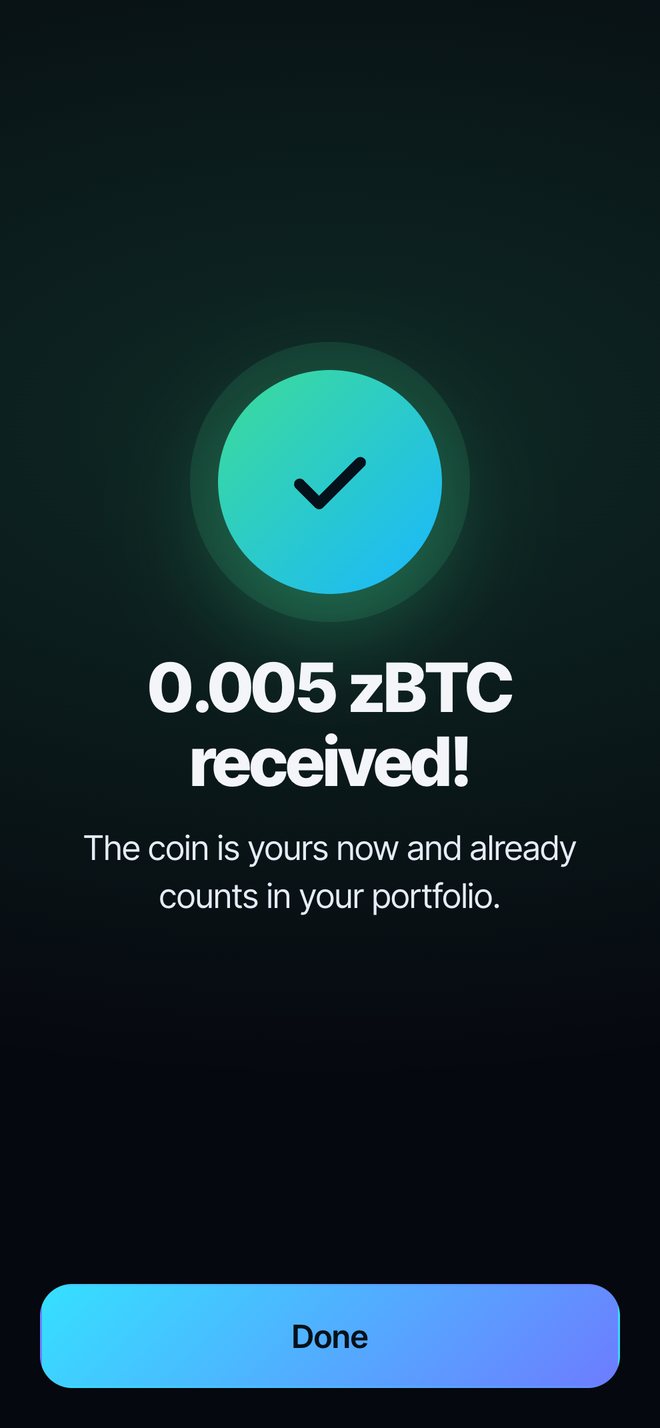 0.005 zBTC
received!
The coin is yours now and already
counts in your portfolio.
Done